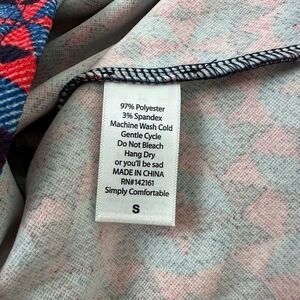 97% Polyester
3% Spandex
Machine Wash Cold
Gentle Cycle
Do Not Bleach
Hang Dry
or you'll be sad
MADE IN CHINA
RN#142161
Simply Comfortable
S